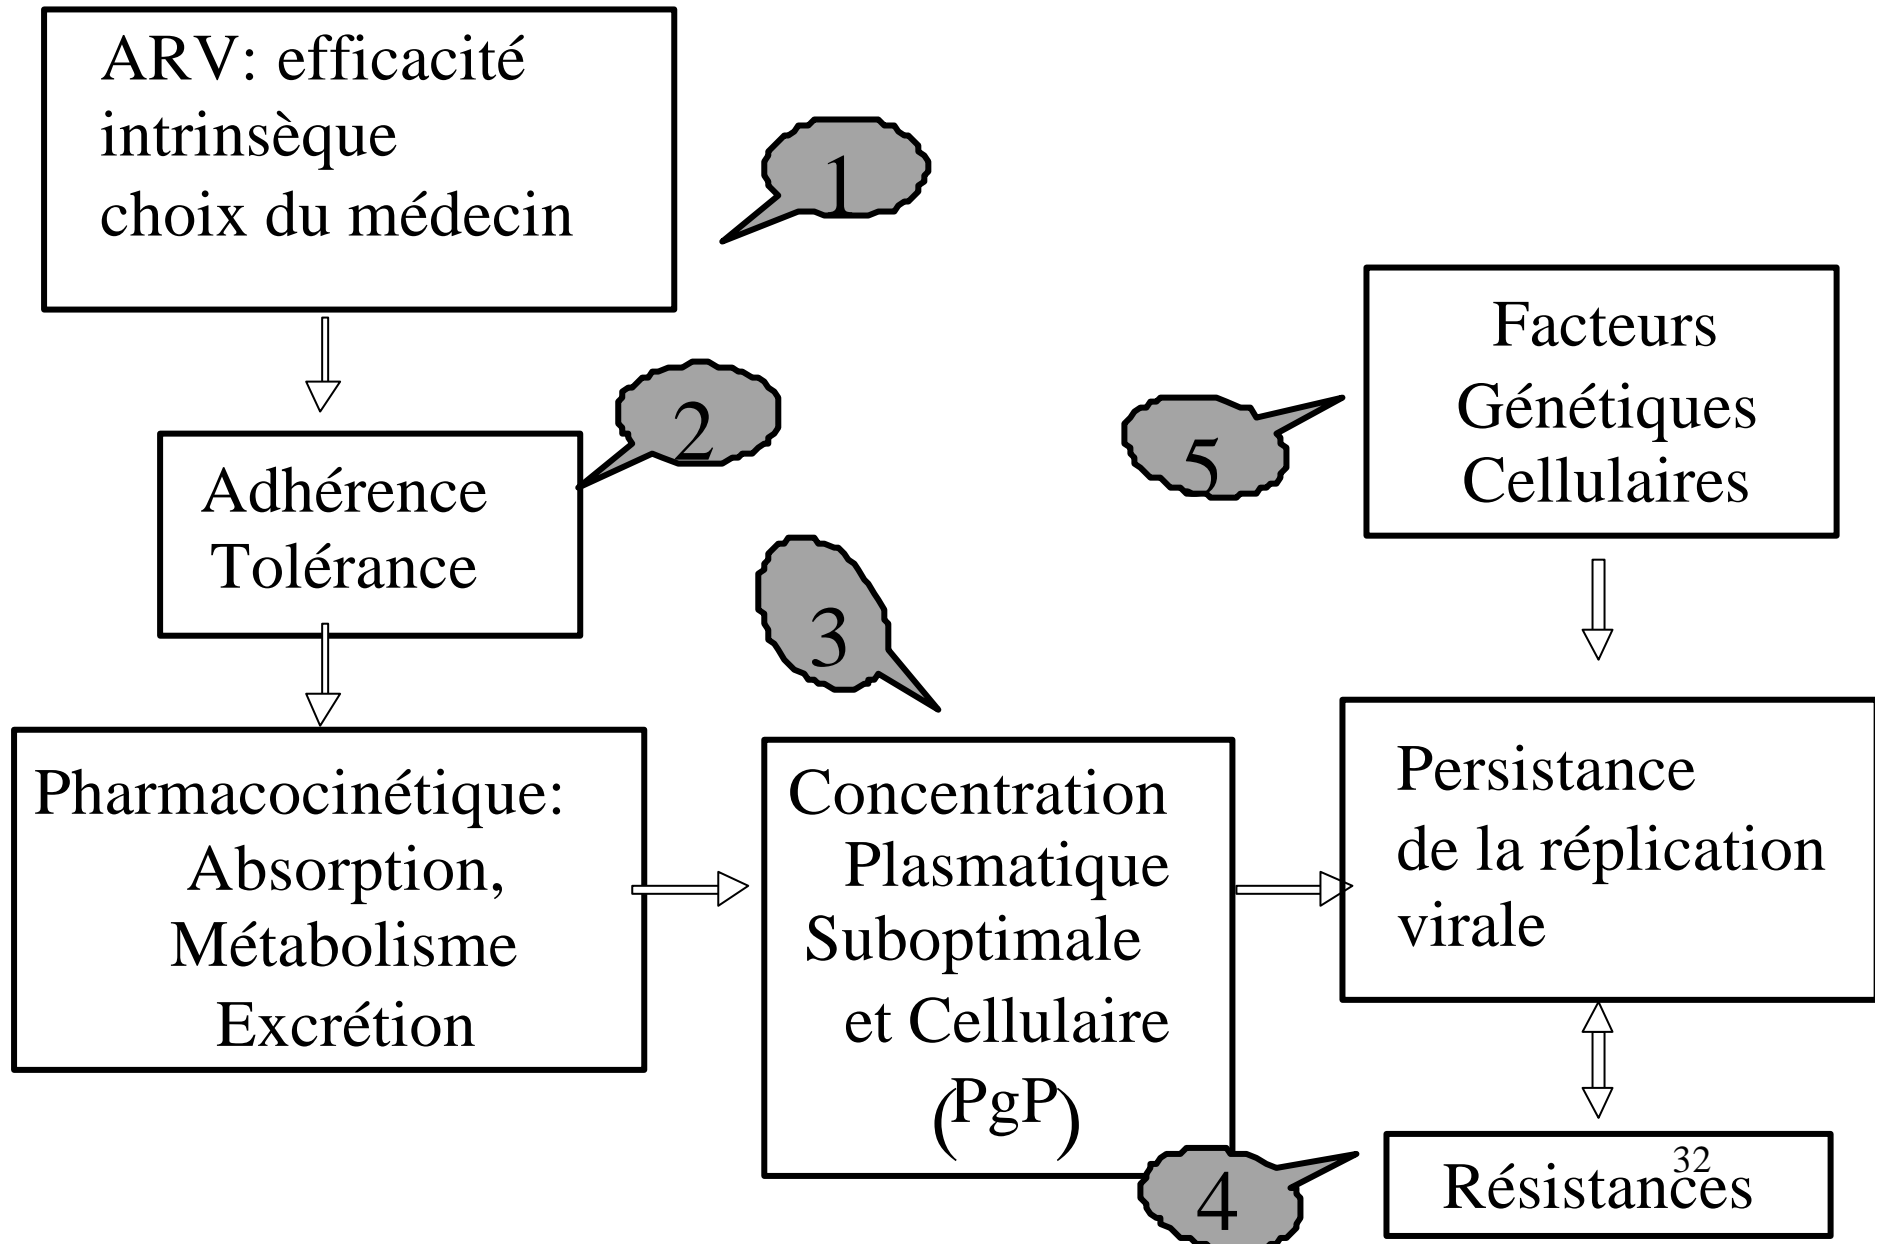 ARV: efficacité
intrinsèque
choix du médecin
1
Adhérence
Tolérance
2
Pharmacocinétique:
Absorption,
Métabolisme
Excrétion
3
Concentration
Plasmatique
Suboptimale
et Cellulaire
(PgP)
5
Facteurs
Génétiques
Cellulaires
Persistance
de la réplication
virale
4
Résistances
32